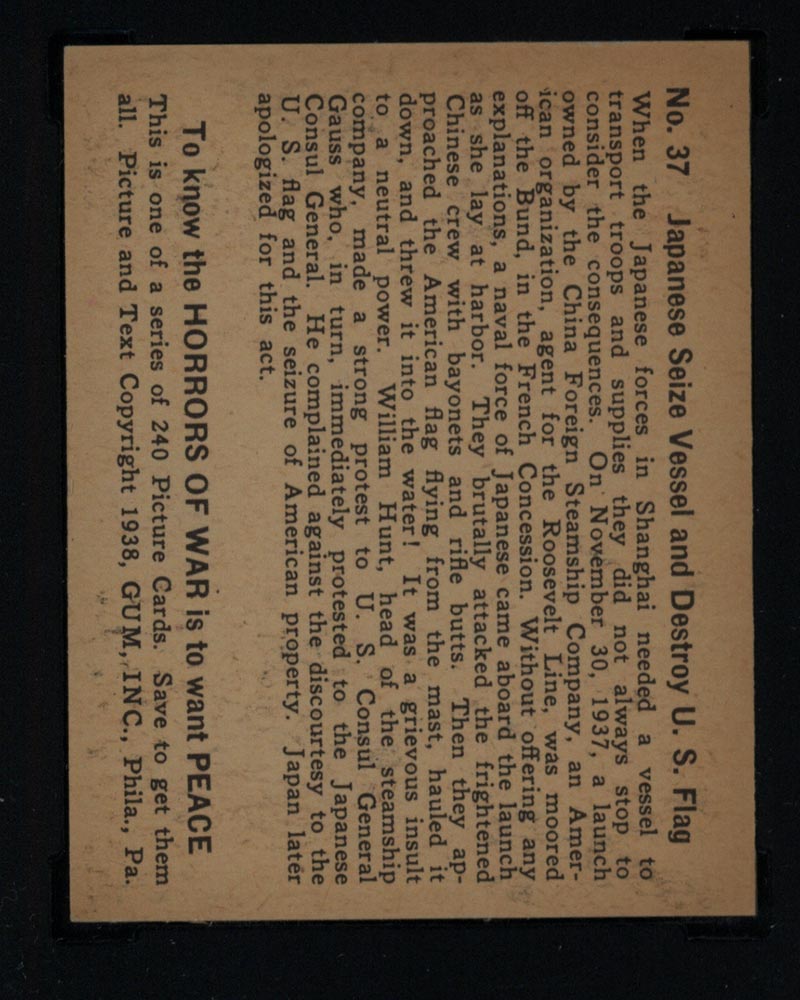 No. 37 Japanese Seize Vessel and Destroy U. S. Flag
When the Japanese forces in Shanghai needed a vessel to
transport troops and supplies they did not always stop to
consider the consequences. On November 30, 1937, a launch
owned by the China Foreign Steamship Company, an Amer-
ican organization, agent for the Roosevelt Line, was moored
off the Bund, in the French Concession. Without offering any
explanations, a naval force of Japanese came aboard the launch
as she lay at harbor. They brutally attacked the frightened
Chinese crew with bayonets and rifle butts. Then they ap-
proached the American flag flying from the mast, hauled it
down, and threw it into the water! It was a grievous insult
to a neutral power. William Hunt, head of the steamship
company, made a strong protest to U. S. Consul General
Gauss who, in turn, immediately protested to the Japanese
Consul General. He complained against the discourtesy to the
U. S. flag and the seizure of American property. Japan later
apologized for this act.
To know the HORRORS OF WAR is to want PEACE
This is one of a series of 240 Picture Cards. Save to get them
all. Picture and Text Copyright 1938, GUM, INC., Phila., Pa.